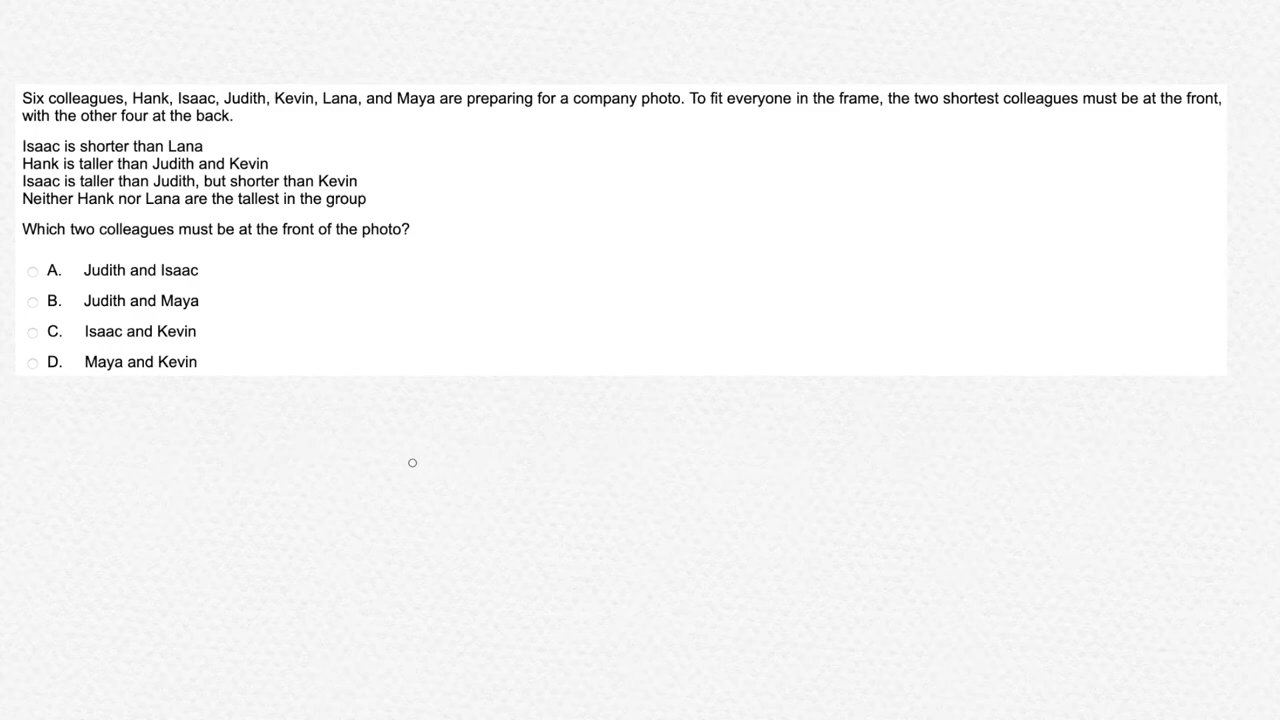 Six colleagues, Hank, Isaac, Judith, Kevin, Lana, and Maya are preparing for a company photo. To fit everyone in the frame, the two shortest colleagues must be at the front,
with the other four at the back.
Isaac is shorter than Lana
Hank is taller than Judith and Kevin
Isaac is taller than Judith, but shorter than Kevin
Neither Hank nor Lana are the tallest in the group
Which two colleagues must be at the front of the photo?
A. Judith and Isaac
B. Judith and Maya
C. Isaac and Kevin
D. Maya and Kevin